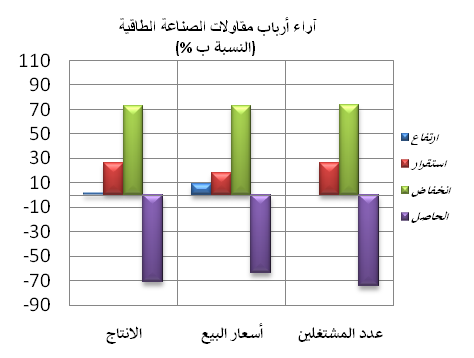 آراء أرباب مقاولات الصناعة الطاقية
(النسبة ب %)
110
90
70
50
30
10
-10
-30
-50
-70
-90
ارتفاع
استقرار
انخفاض
الحاصل
الانتاج
أسعار البيع
عدد المشتغلين